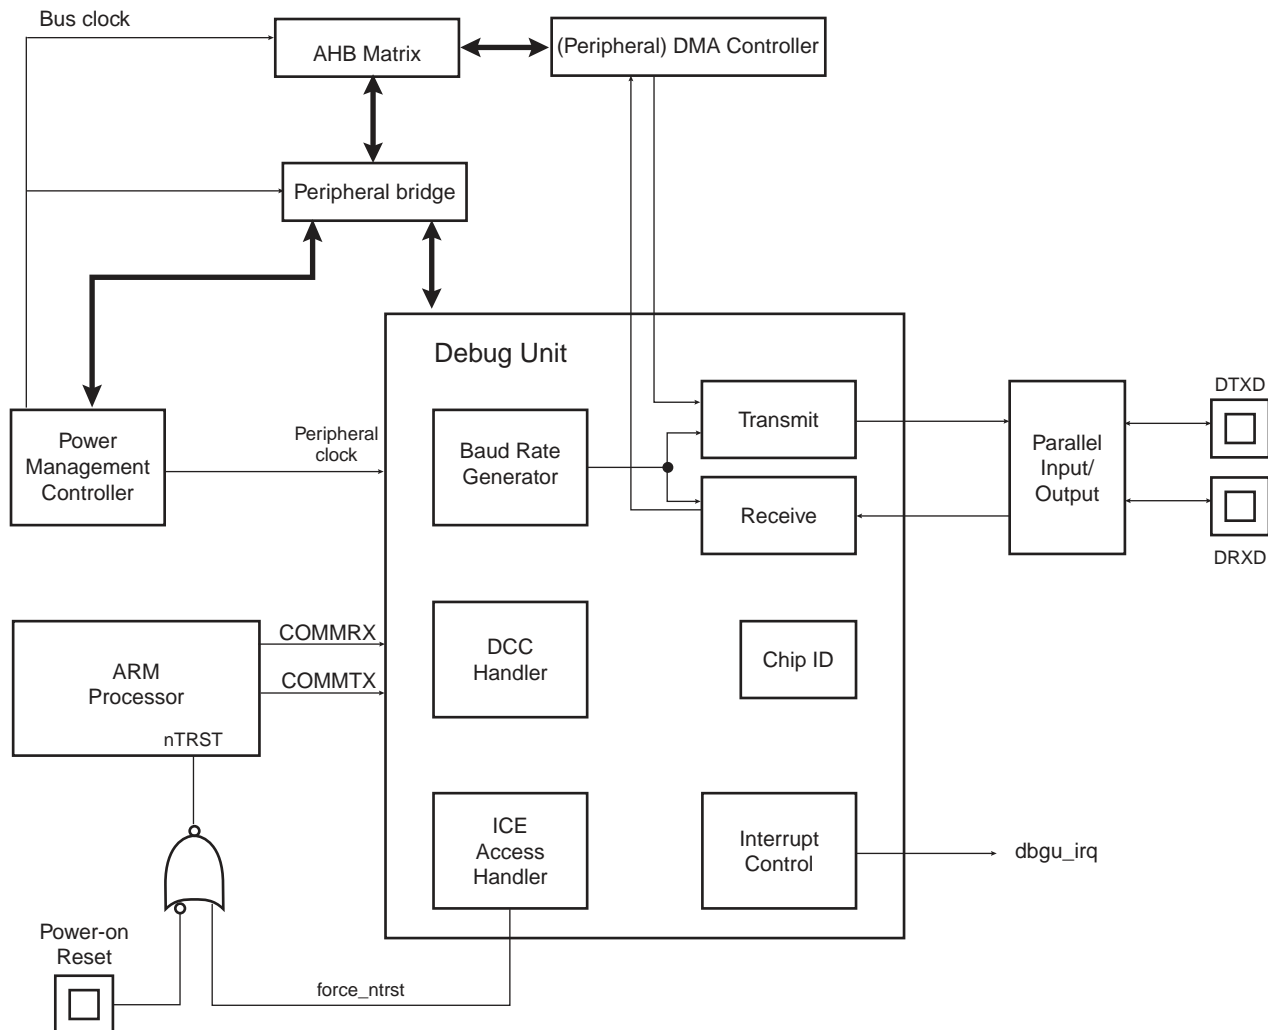 Bus clock
AHB Matrix
(Peripheral) DMA Controller
Peripheral bridge
Debug Unit
Power
Management
Controller
Peripheral
clock
Baud Rate
Generator
Transmit
Receive
Parallel
Input/
Output
DTXD
DRXD
ARM
Processor
nTRST
COMMRX
COMMTX
DCC
Handler
Chip ID
ICE
Access
Handler
Interrupt
Control
dbgu_irq
Power-on
Reset
force_ntrst